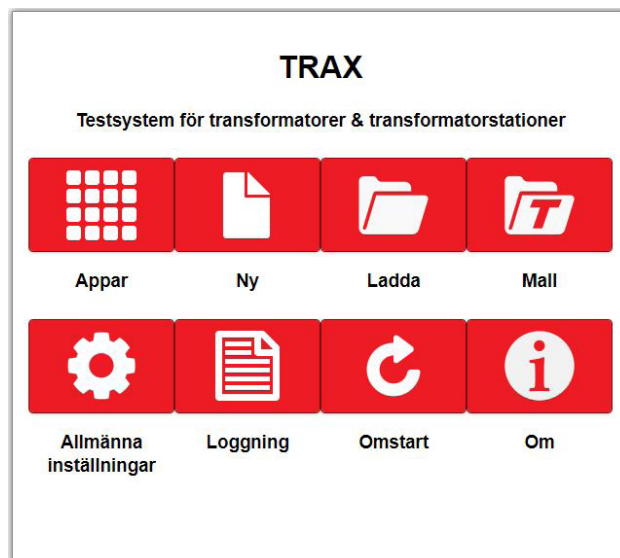 TRAX
Testsystem för transformatorer & transformatorstationer
Appar
Ny
Ladda
Mall
Allmänna
inställningar
Loggning
Omstart
Om